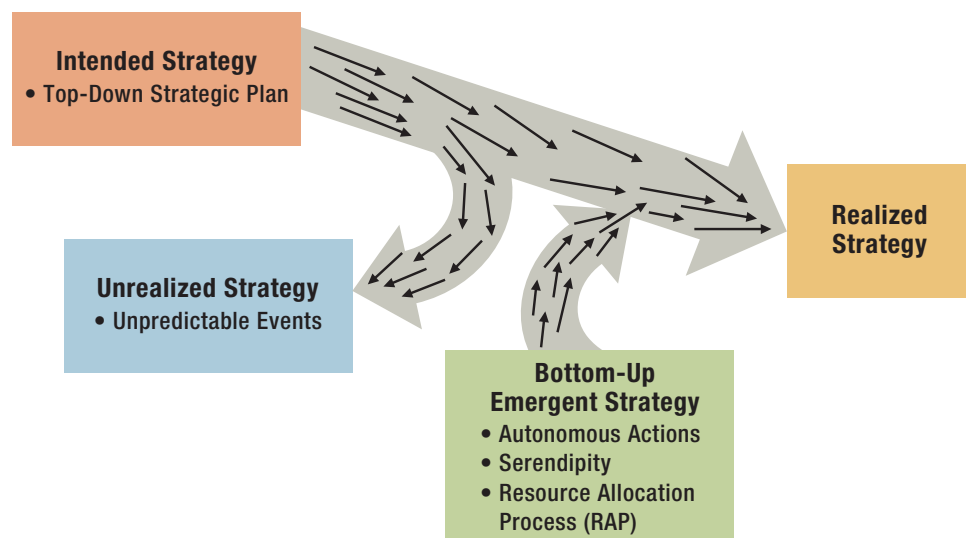 Intended Strategy
• Top-Down Strategic Plan
Realized
Strategy
Unrealized Strategy
• Unpredictable Events
Bottom-Up
Emergent Strategy
• Autonomous Actions
• Serendipity
• Resource Allocation
Process (RAP)